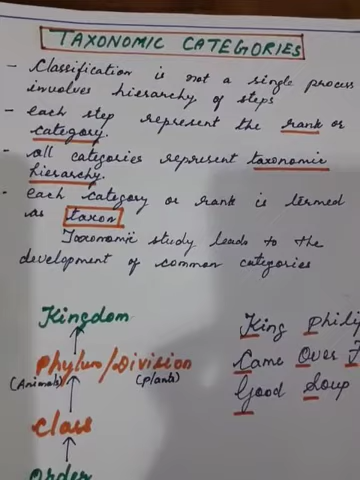 TAXONOMIC CATEGORIES
- Classification is not a single process
involves hierarchy of steps
- each step represent the rank or
category.
- all categories represent taxonomic
hierarchy.
- each category or rank is termed
as taxon
Taxonomic study leads to the
development of common categories
Kingdom
Phylum/Division
(Animals) (plants)
Class
Order
King Philip
Came Over F
Good Soup